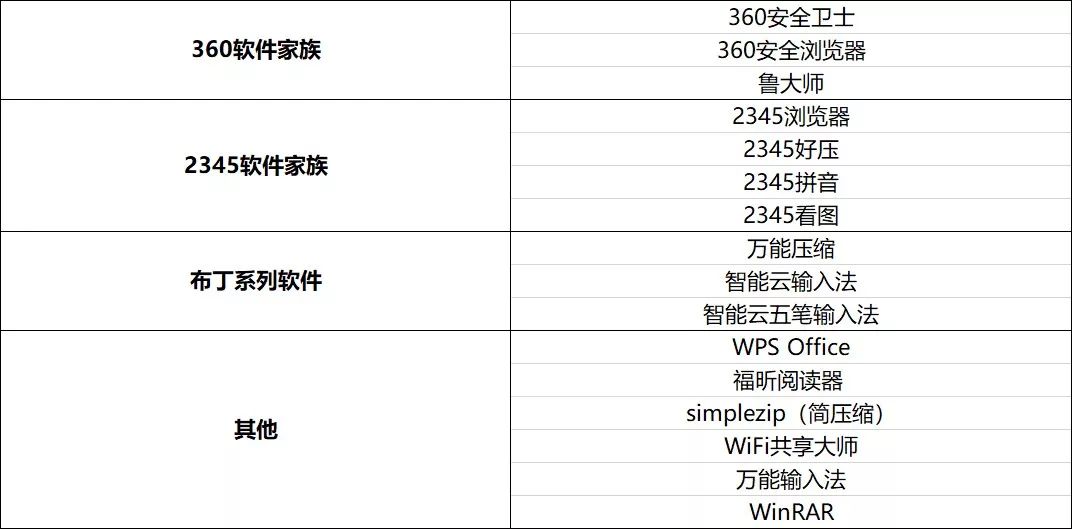 360软件家族
360安全卫士
360安全浏览器
鲁大师
2345软件家族
2345浏览器
2345好压
2345拼音
2345看图
布丁系列软件
万能压缩
智能云输入法
智能云五笔输入法
其他
WPS Office
福昕阅读器
simplezip（简压缩）
WiFi共享大师
万能输入法
WinRAR